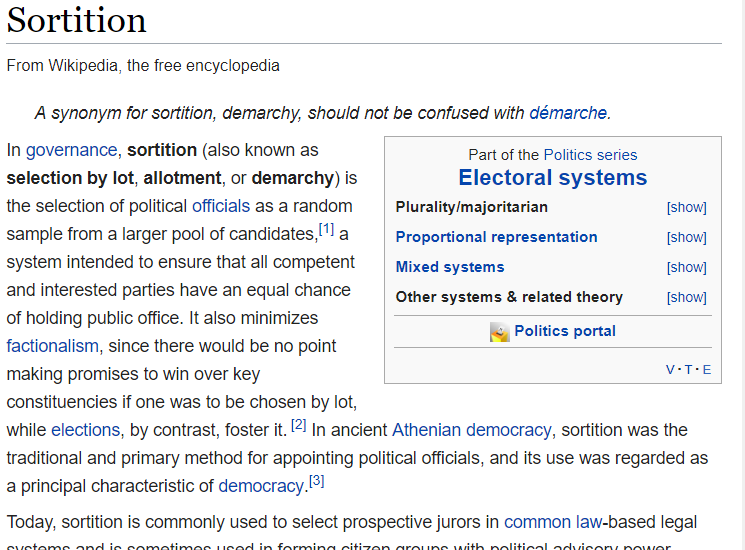 Sortition
From Wikipedia, the free encyclopedia
A synonym for sortition, demarchy, should not be confused with démarche.
In governance, sortition (also known as
selection by lot, allotment, or demarchy) is
the selection of political officials as a random
sample from a larger pool of candidates,[1] a
system intended to ensure that all competent
and interested parties have an equal chance
of holding public office. It also minimizes
factionalism, since there would be no point
making promises to win over key
constituencies if one was to be chosen by lot,
while elections, by contrast, foster it. [2] In ancient Athenian democracy, sortition was the
traditional and primary method for appointing political officials, and its use was regarded as
a principal characteristic of democracy.[3]
Today, sortition is commonly used to select prospective jurors in common law-based legal
systems and is sometimes used in forming citizen groups with political advisory power
Part of the Politics series
Electoral systems
Plurality/majoritarian [show]
Proportional representation [show]
Mixed systems [show]
Other systems & related theory [show]
Politics portal
V · T · E